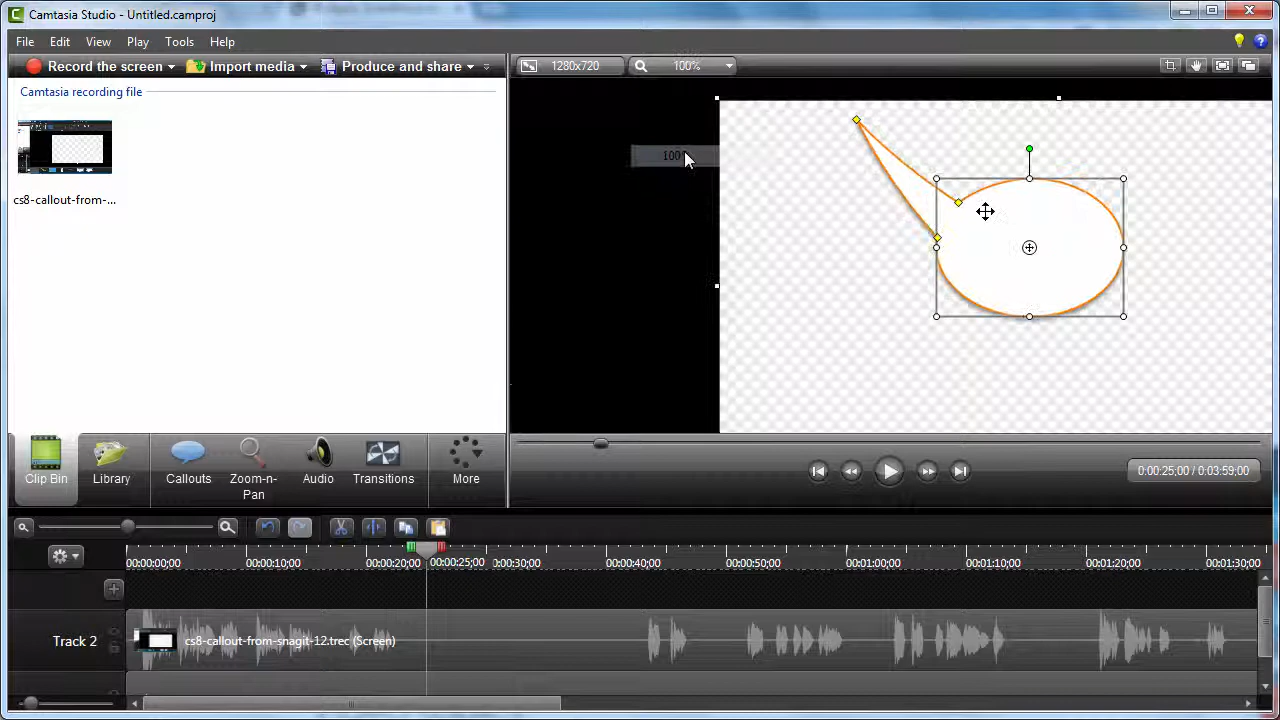 Camtasia Studio - Untitled.camproj
File Edit View Play Tools Help
Record the screen Import media Produce and share 1280x720 100%
Camtasia recording file
100%
cs8-callout-from-...
Clip Bin Library Callouts Zoom-n-Pan Audio Transitions More
0:00:25;00 / 0:03:59;00
00:00:00;00 00:00:10;00 00:00:20;00 00:00:25;00 0:00:30;00 00:00:40;00 00:00:50;00 00:01:00;00 00:01:10;00 00:01:20;00 00:01:30;00
Track 2 cs8-callout-from-snagit-12.trec (Screen)